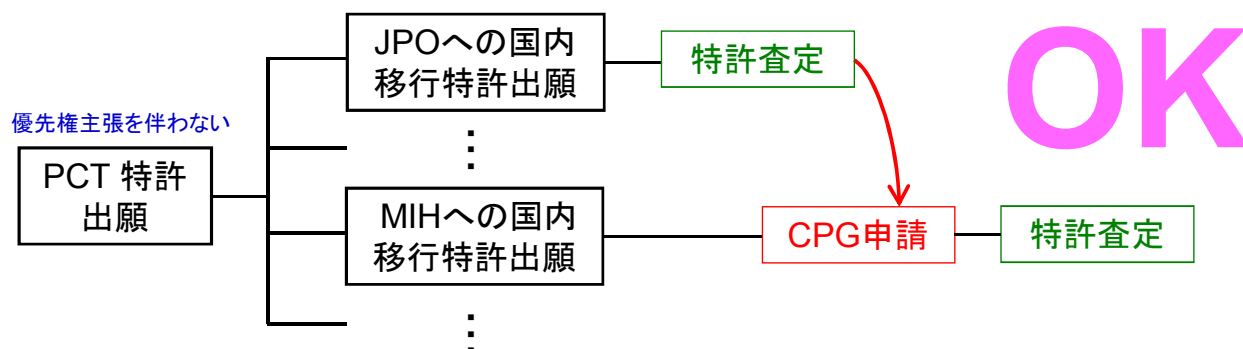 JPOへの国内
移行特許出願
特許査定
OK
優先権主張を伴わない
PCT 特許
出願
MIHへの国内
移行特許出願
CPG申請
特許査定